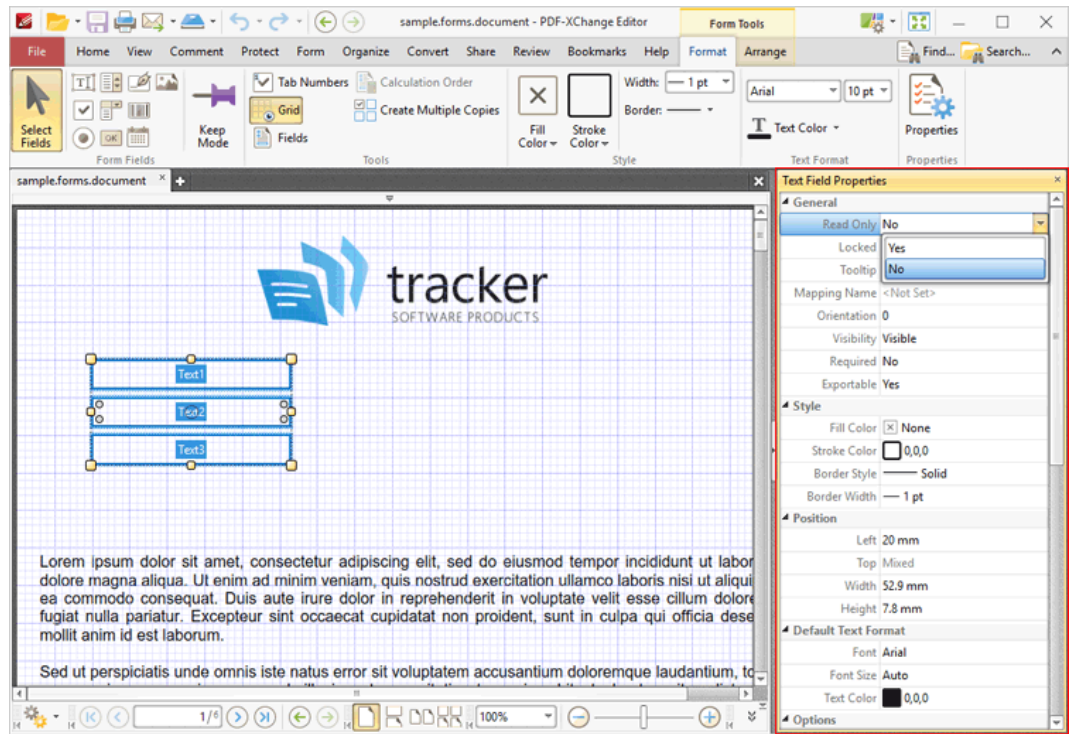 sample.forms.document - PDF-XChange Editor
Form Tools
File Home View Comment Protect Form Organize Convert Share Review Bookmarks Help Format Arrange Find... Search...
Select Fields
OK
Keep Mode
Form Fields
Tab Numbers
Calculation Order
Grid
Create Multiple Copies
Fields
Tools
Fill Color
Stroke Color
Width: 1 pt
Border:
Style
Arial 10 pt
Text Color
Text Format
Properties
Properties
sample.forms.document
Text Field Properties
General
Read Only No
Locked Yes
Tooltip No
Mapping Name <Not Set>
Orientation 0
Visibility Visible
Required No
Exportable Yes
Style
Fill Color None
Stroke Color 0,0,0
Border Style Solid
Border Width 1 pt
Position
Left 20 mm
Top Mixed
Width 52.9 mm
Height 7.8 mm
Default Text Format
Font Arial
Font Size Auto
Text Color 0,0,0
Options
tracker
SOFTWARE PRODUCTS
Text1
Text2
Text3
Lorem ipsum dolor sit amet, consectetur adipiscing elit, sed do eiusmod tempor incididunt ut labor
dolore magna aliqua. Ut enim ad minim veniam, quis nostrud exercitation ullamco laboris nisi ut aliqui
ea commodo consequat. Duis aute irure dolor in reprehenderit in voluptate velit esse cillum dolore
fugiat nulla pariatur. Excepteur sint occaecat cupidatat non proident, sunt in culpa qui officia dese
mollit anim id est laborum.
Sed ut perspiciatis unde omnis iste natus error sit voluptatem accusantium doloremque laudantium, to
1/6
100%